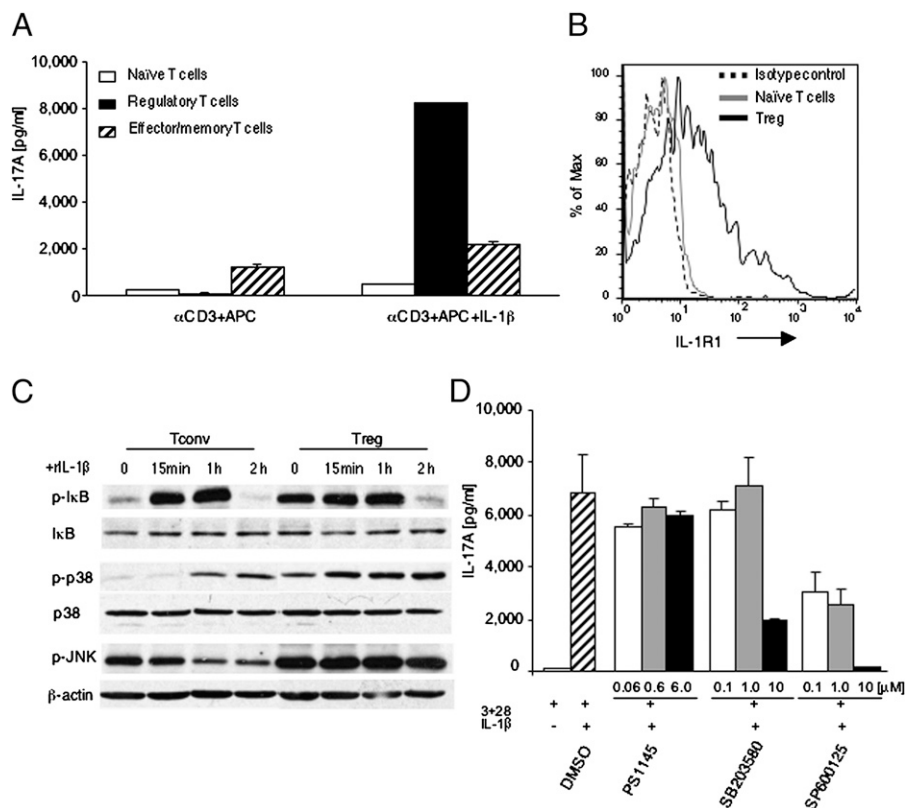 A
10,000
8,000
6,000
4,000
2,000
0
IL-17A [pg/ml]
Naïve T cells
Regulatory T cells
Effector/memory T cells
αCD3+APC
αCD3+APC+IL-1β
B
100
80
60
40
20
0
% of Max
Isotype control
Naïve T cells
Treg
10⁰ 10¹ 10² 10³ 10⁴
IL-1R1
C
Tconv Treg
+rIL-1β 0 15min 1h 2h 0 15min 1h 2h
p-IκB
IκB
p-p38
p38
p-JNK
β-actin
D
10,000
8,000
6,000
4,000
2,000
0
IL-17A [pg/ml]
0.06 0.6 6.0 0.1 1.0 10 0.1 1.0 10 [μM]
3+28 + + + + +
IL-1β - + + + +
DMSO
PS1145
SB203580
SP600125